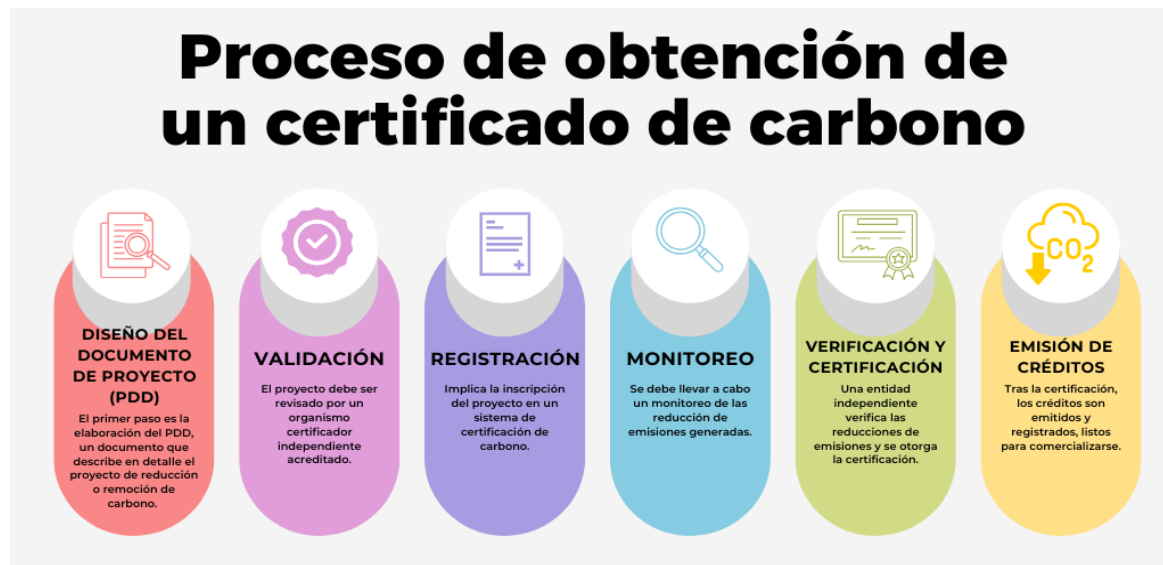 Proceso de obtención de
un certificado de carbono
DISEÑO DEL
DOCUMENTO
DE PROYECTO
(PDD)
El primer paso es la
elaboración del PDD,
un documento que
describe en detalle el
proyecto de reducción
o remoción de
carbono.
VALIDACIÓN
El proyecto debe ser
revisado por un
organismo
certificador
independiente
acreditado.
REGISTRACIÓN
Implica la inscripción
del proyecto en un
sistema de
certificación de
carbono.
MONITOREO
Se debe llevar a cabo
un monitoreo de las
reducción de
emisiones generadas.
VERIFICACIÓN Y
CERTIFICACIÓN
Una entidad
independiente
verifica las
reducciones de
emisiones y se otorga
la certificación.
CO2
EMISIÓN DE
CRÉDITOS
Tras la certificación,
los créditos son
emitidos y
registrados, listos
para comercializarse.